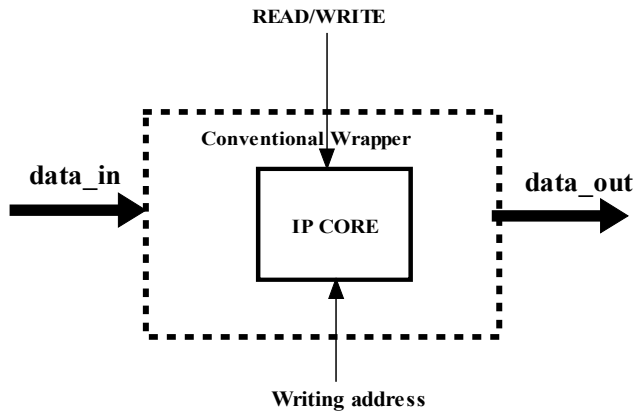 READ/WRITE
Conventional Wrapper
data_in
data_out
IP CORE
Writing address